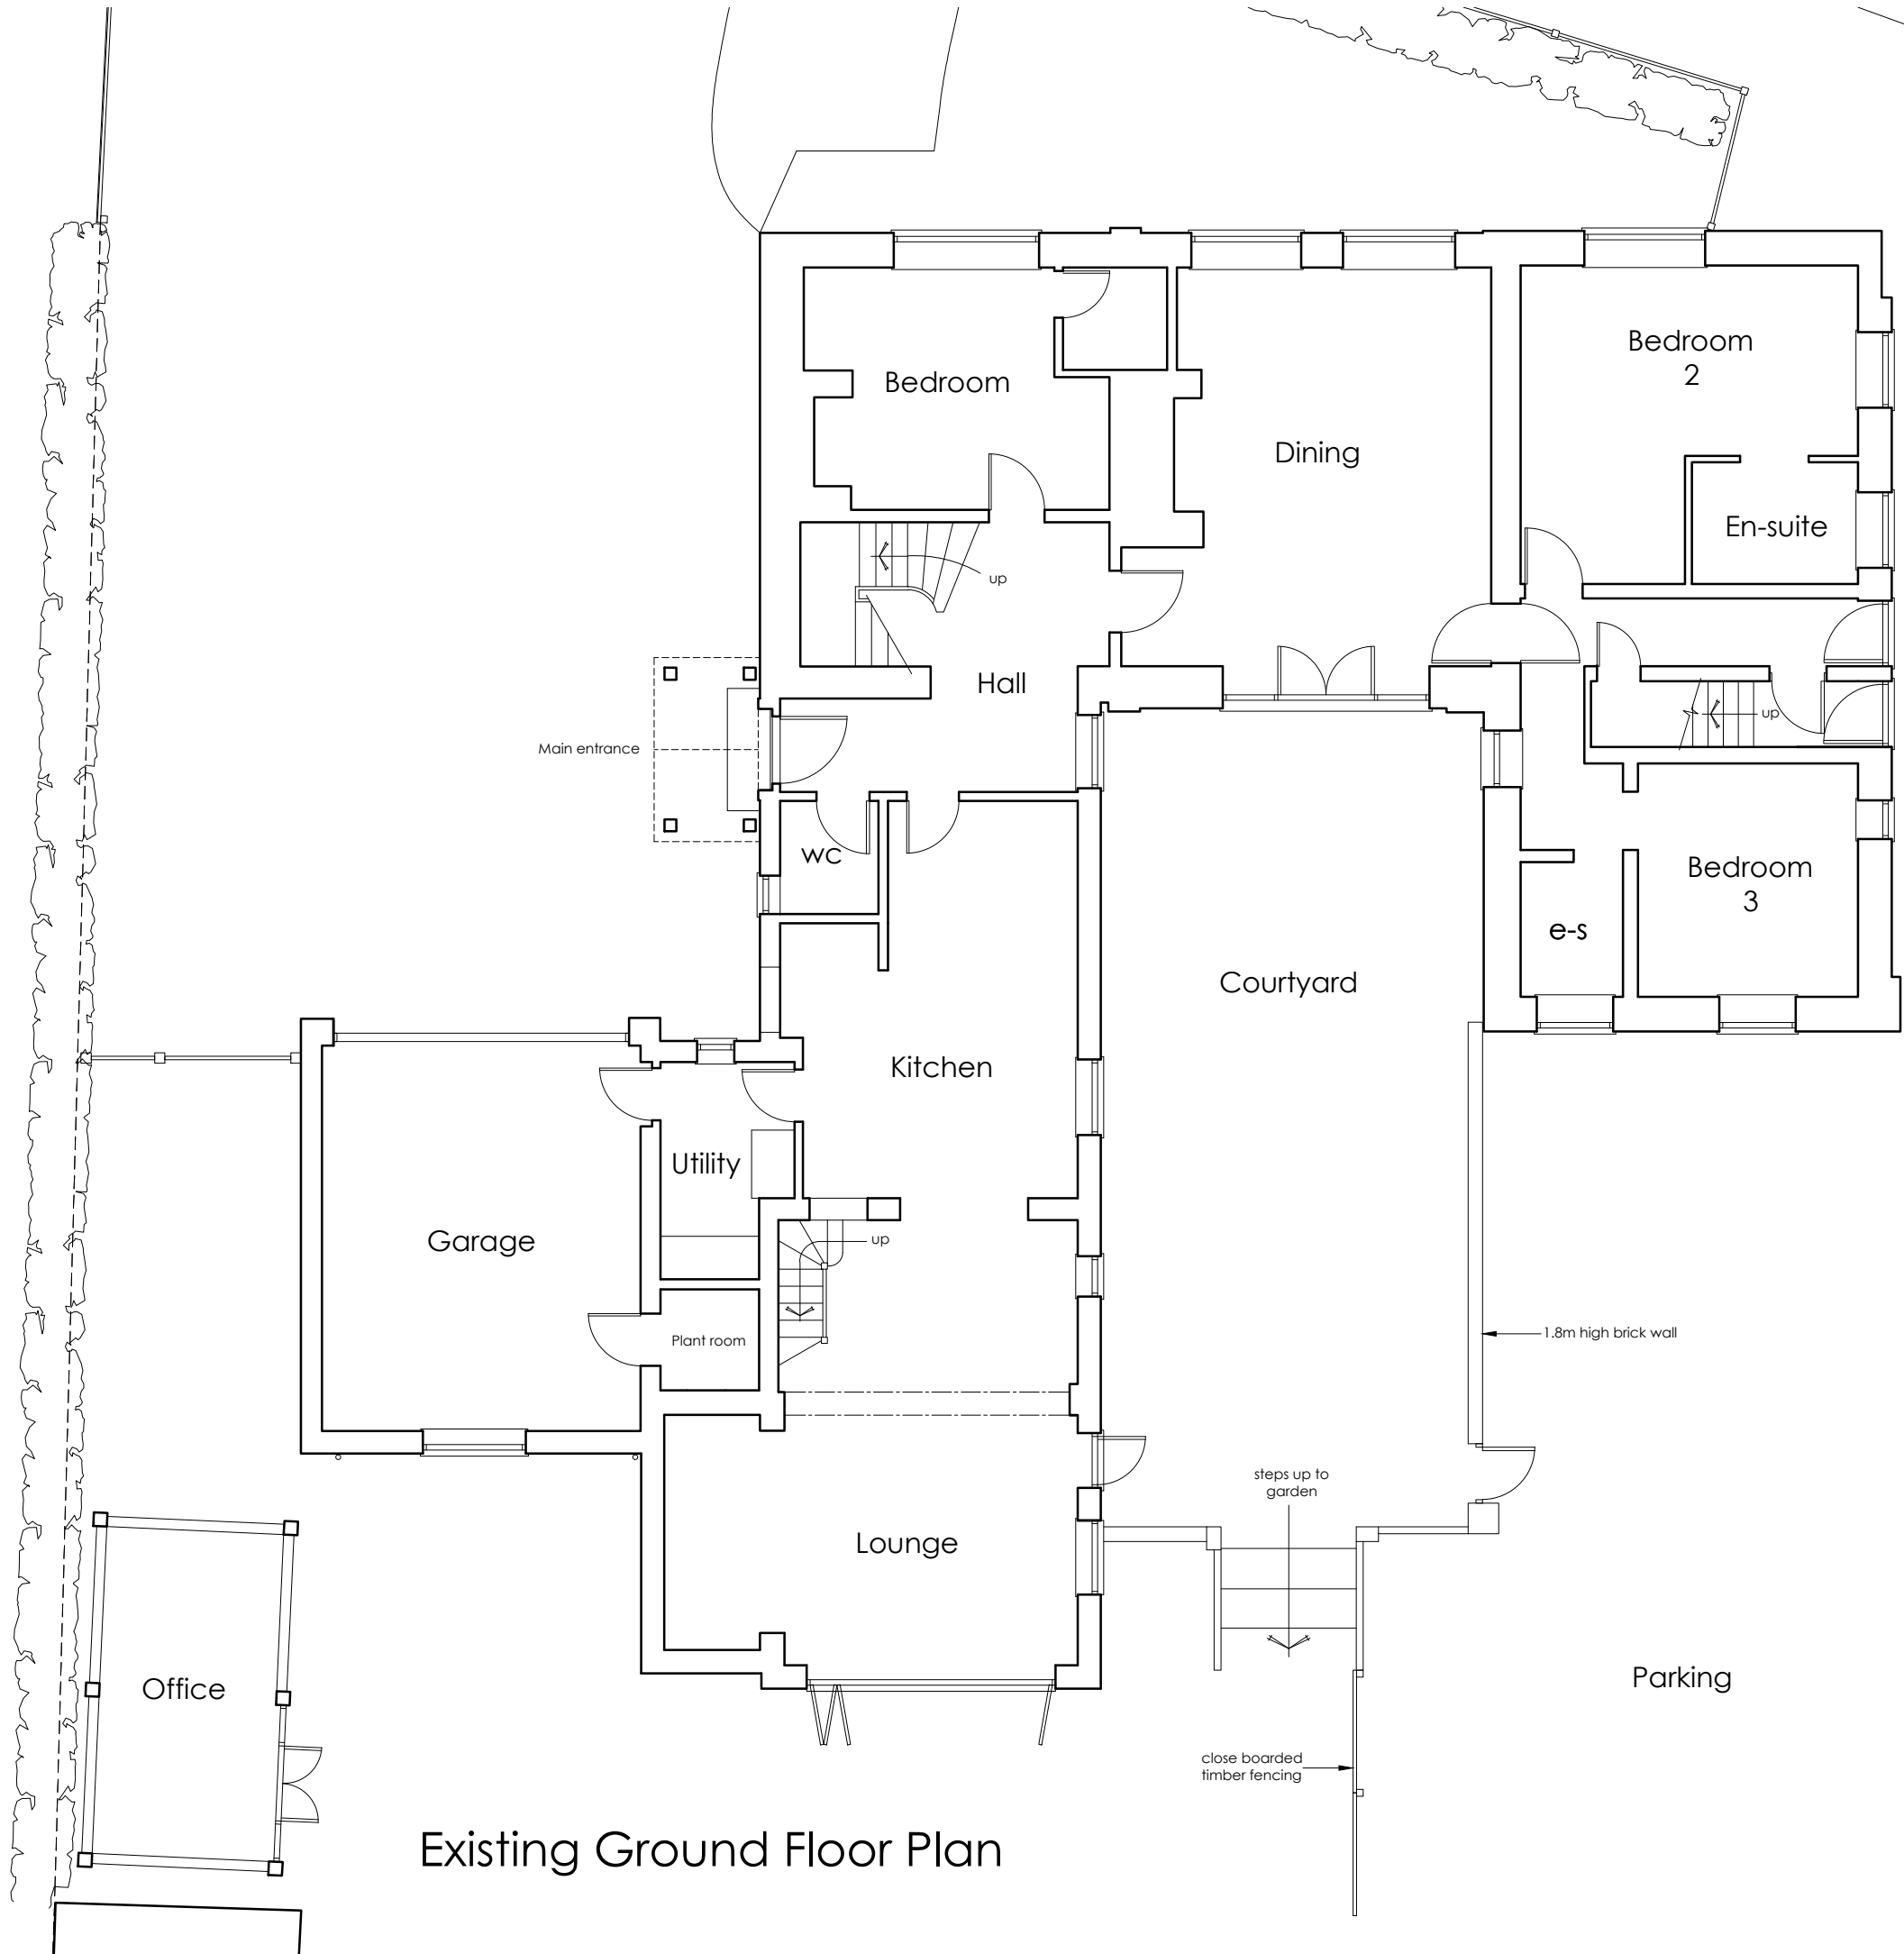 Bedroom
2
Bedroom
Dining
En-suite
up
Hall
up
Main entrance
wc
Bedroom
3
e-s
Courtyard
Kitchen
Utility
Garage
up
Plant room
1.8m high brick wall
steps up to
garden
Lounge
Office
Parking
close boarded
timber fencing
Existing Ground Floor Plan